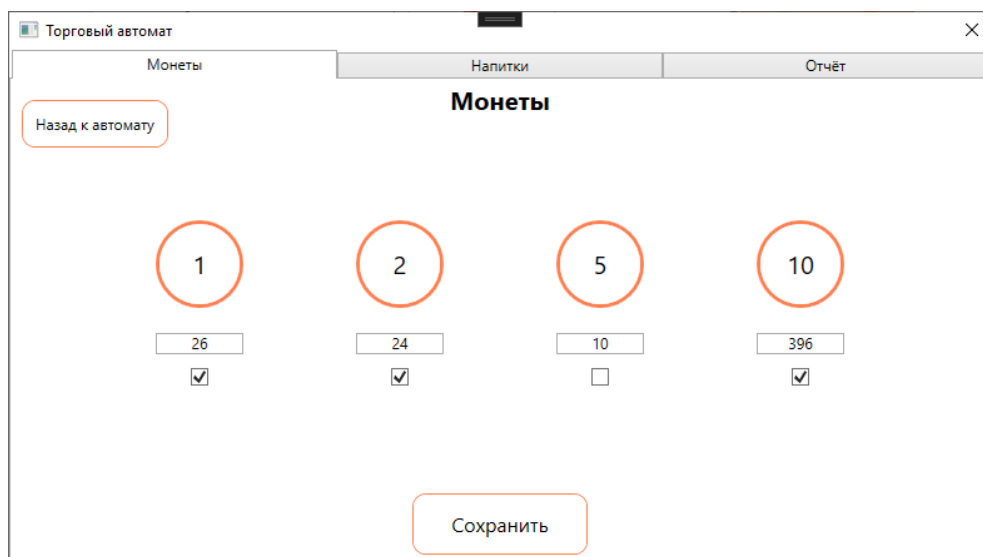 Торговый автомат
Монеты Напитки Отчёт
Монеты
Назад к автомату
1 2 5 10
26 24 10 396
Сохранить